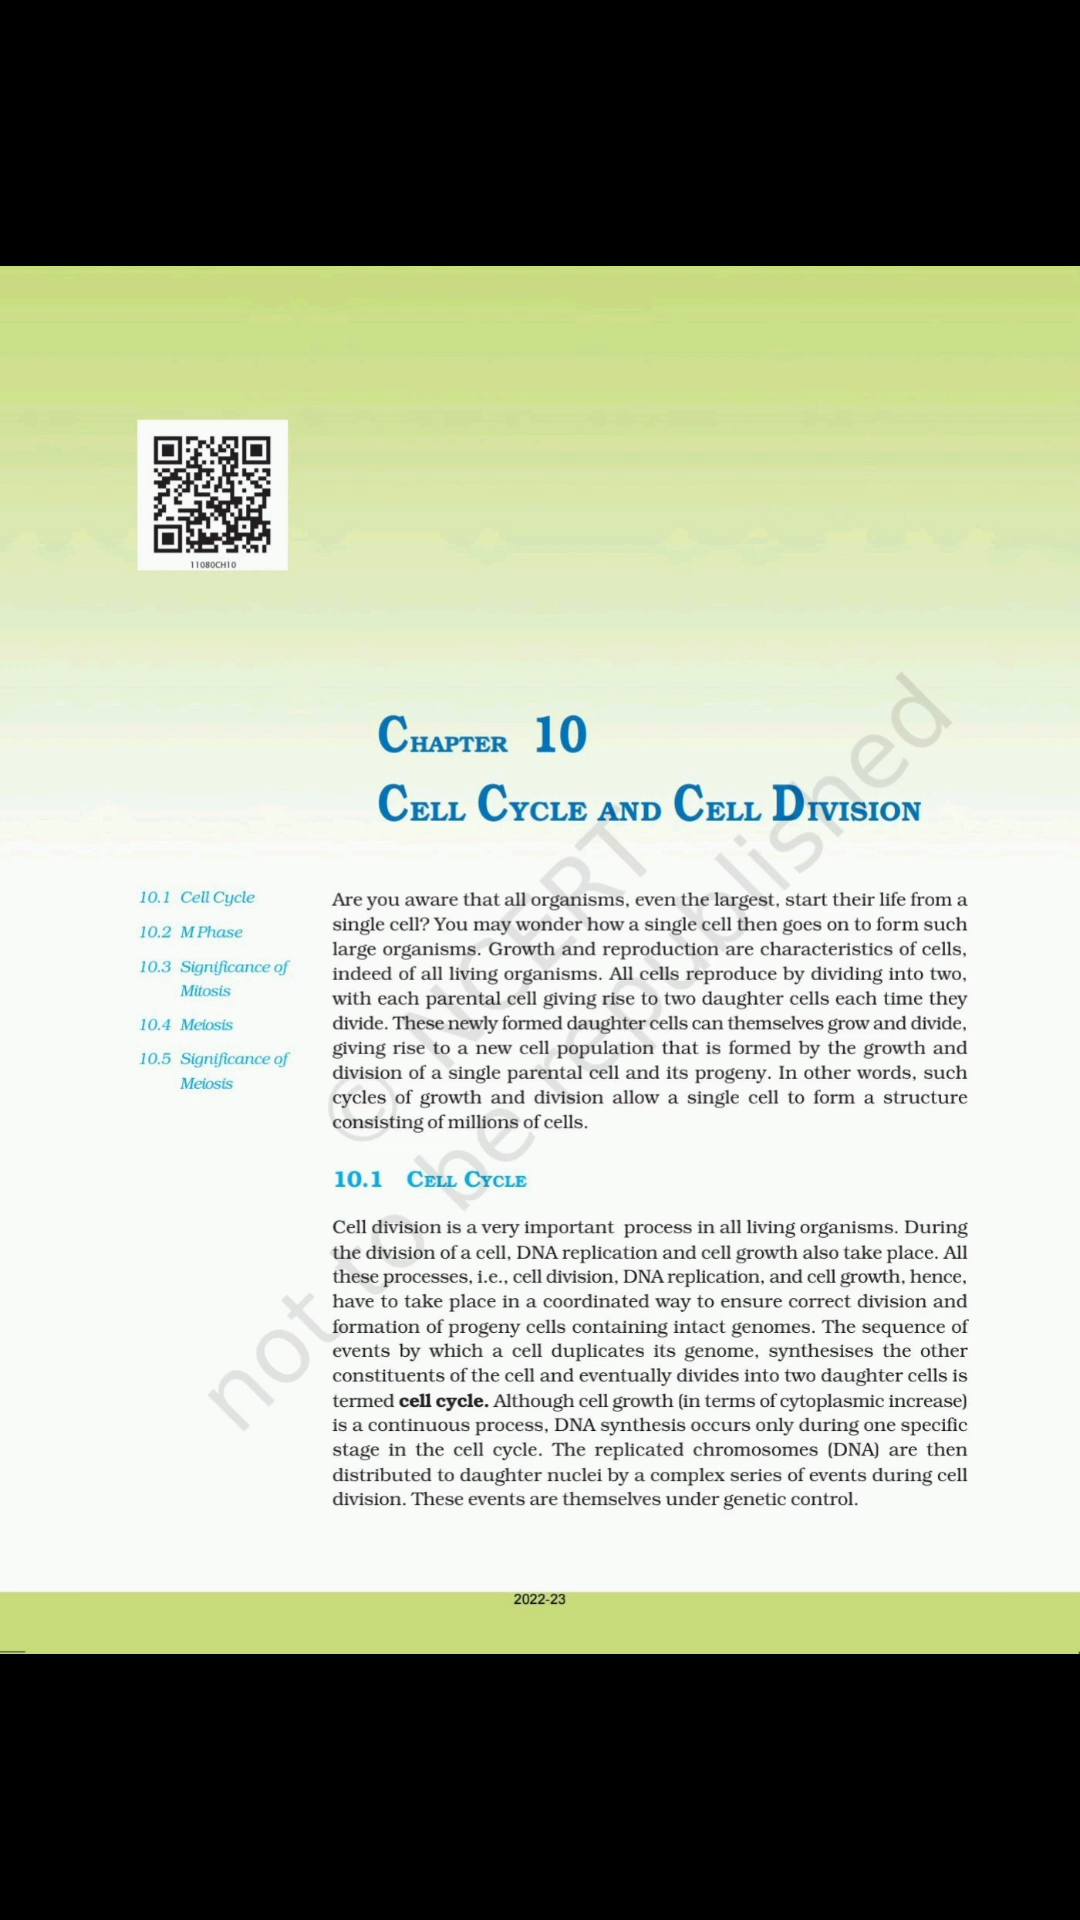 11080CH10
CHAPTER 10
CELL CYCLE AND CELL DIVISION
10.1 Cell Cycle
10.2 M Phase
10.3 Significance of
Mitosis
10.4 Meiosis
10.5 Significance of
Meiosis
Are you aware that all organisms, even the largest, start their life from a
single cell? You may wonder how a single cell then goes on to form such
large organisms. Growth and reproduction are characteristics of cells,
indeed of all living organisms. All cells reproduce by dividing into two,
with each parental cell giving rise to two daughter cells each time they
divide. These newly formed daughter cells can themselves grow and divide,
giving rise to a new cell population that is formed by the growth and
division of a single parental cell and its progeny. In other words, such
cycles of growth and division allow a single cell to form a structure
consisting of millions of cells.
10.1 CELL CYCLE
Cell division is a very important process in all living organisms. During
the division of a cell, DNA replication and cell growth also take place. All
these processes, i.e., cell division, DNA replication, and cell growth, hence,
have to take place in a coordinated way to ensure correct division and
formation of progeny cells containing intact genomes. The sequence of
events by which a cell duplicates its genome, synthesises the other
constituents of the cell and eventually divides into two daughter cells is
termed cell cycle. Although cell growth (in terms of cytoplasmic increase)
is a continuous process, DNA synthesis occurs only during one specific
stage in the cell cycle. The replicated chromosomes (DNA) are then
distributed to daughter nuclei by a complex series of events during cell
division. These events are themselves under genetic control.
© NCERT
not to be republished
2022-23